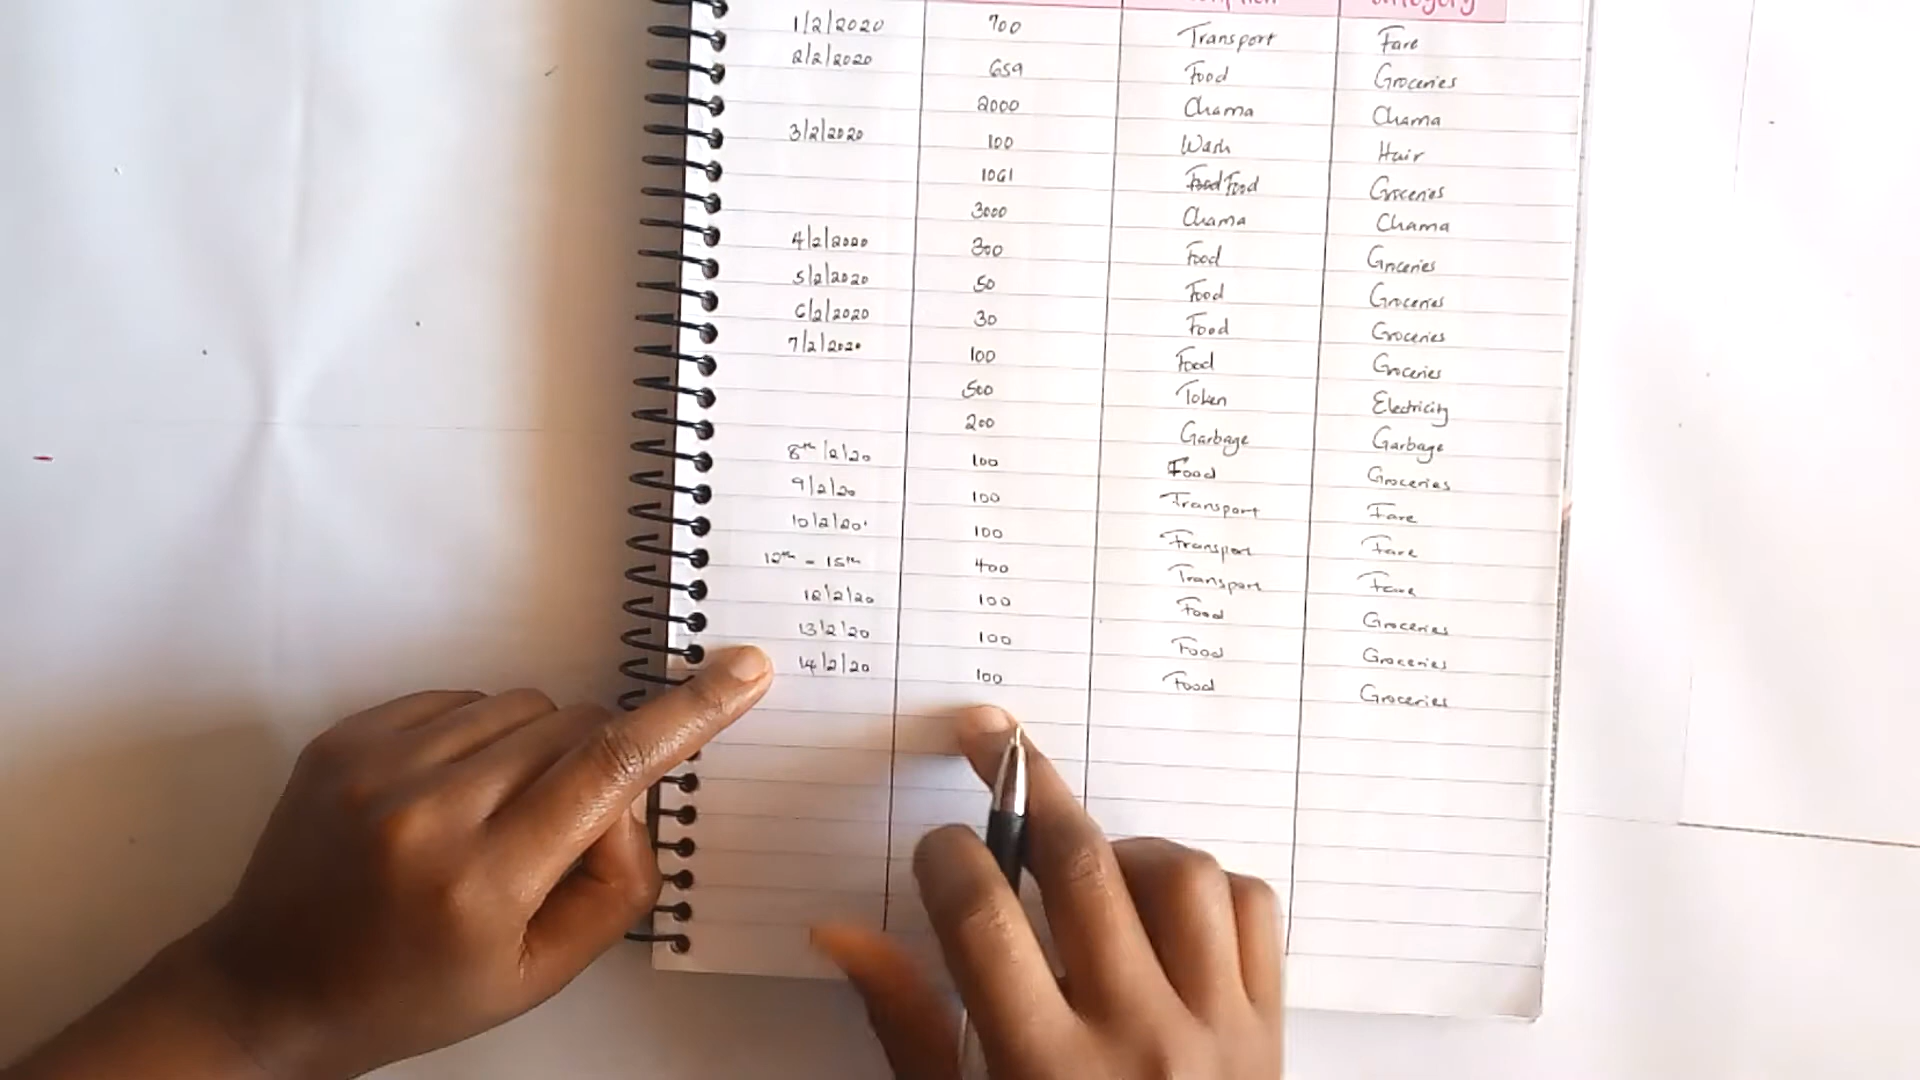 1/2/2020 700 Transport Fare
2/2/2020 659 Food Groceries
2000 Chama Chama
3/2/2020 100 Wash Hair
1061 Food Food Groceries
3000 Chama Chama
4/2/2020 300 Food Groceries
5/2/2020 50 Food Groceries
6/2/2020 30 Food Groceries
7/2/2020 100 Food Groceries
500 Token Electricity
200 Garbage Garbage
8th/2/20 100 Food Groceries
9/2/20 100 Transport Fare
10/2/20 100 Transport Fare
12th - 15th 400 Transport Fare
12/2/20 100 Food Groceries
13/2/20 100 Food Groceries
14/2/20 100 Food Groceries